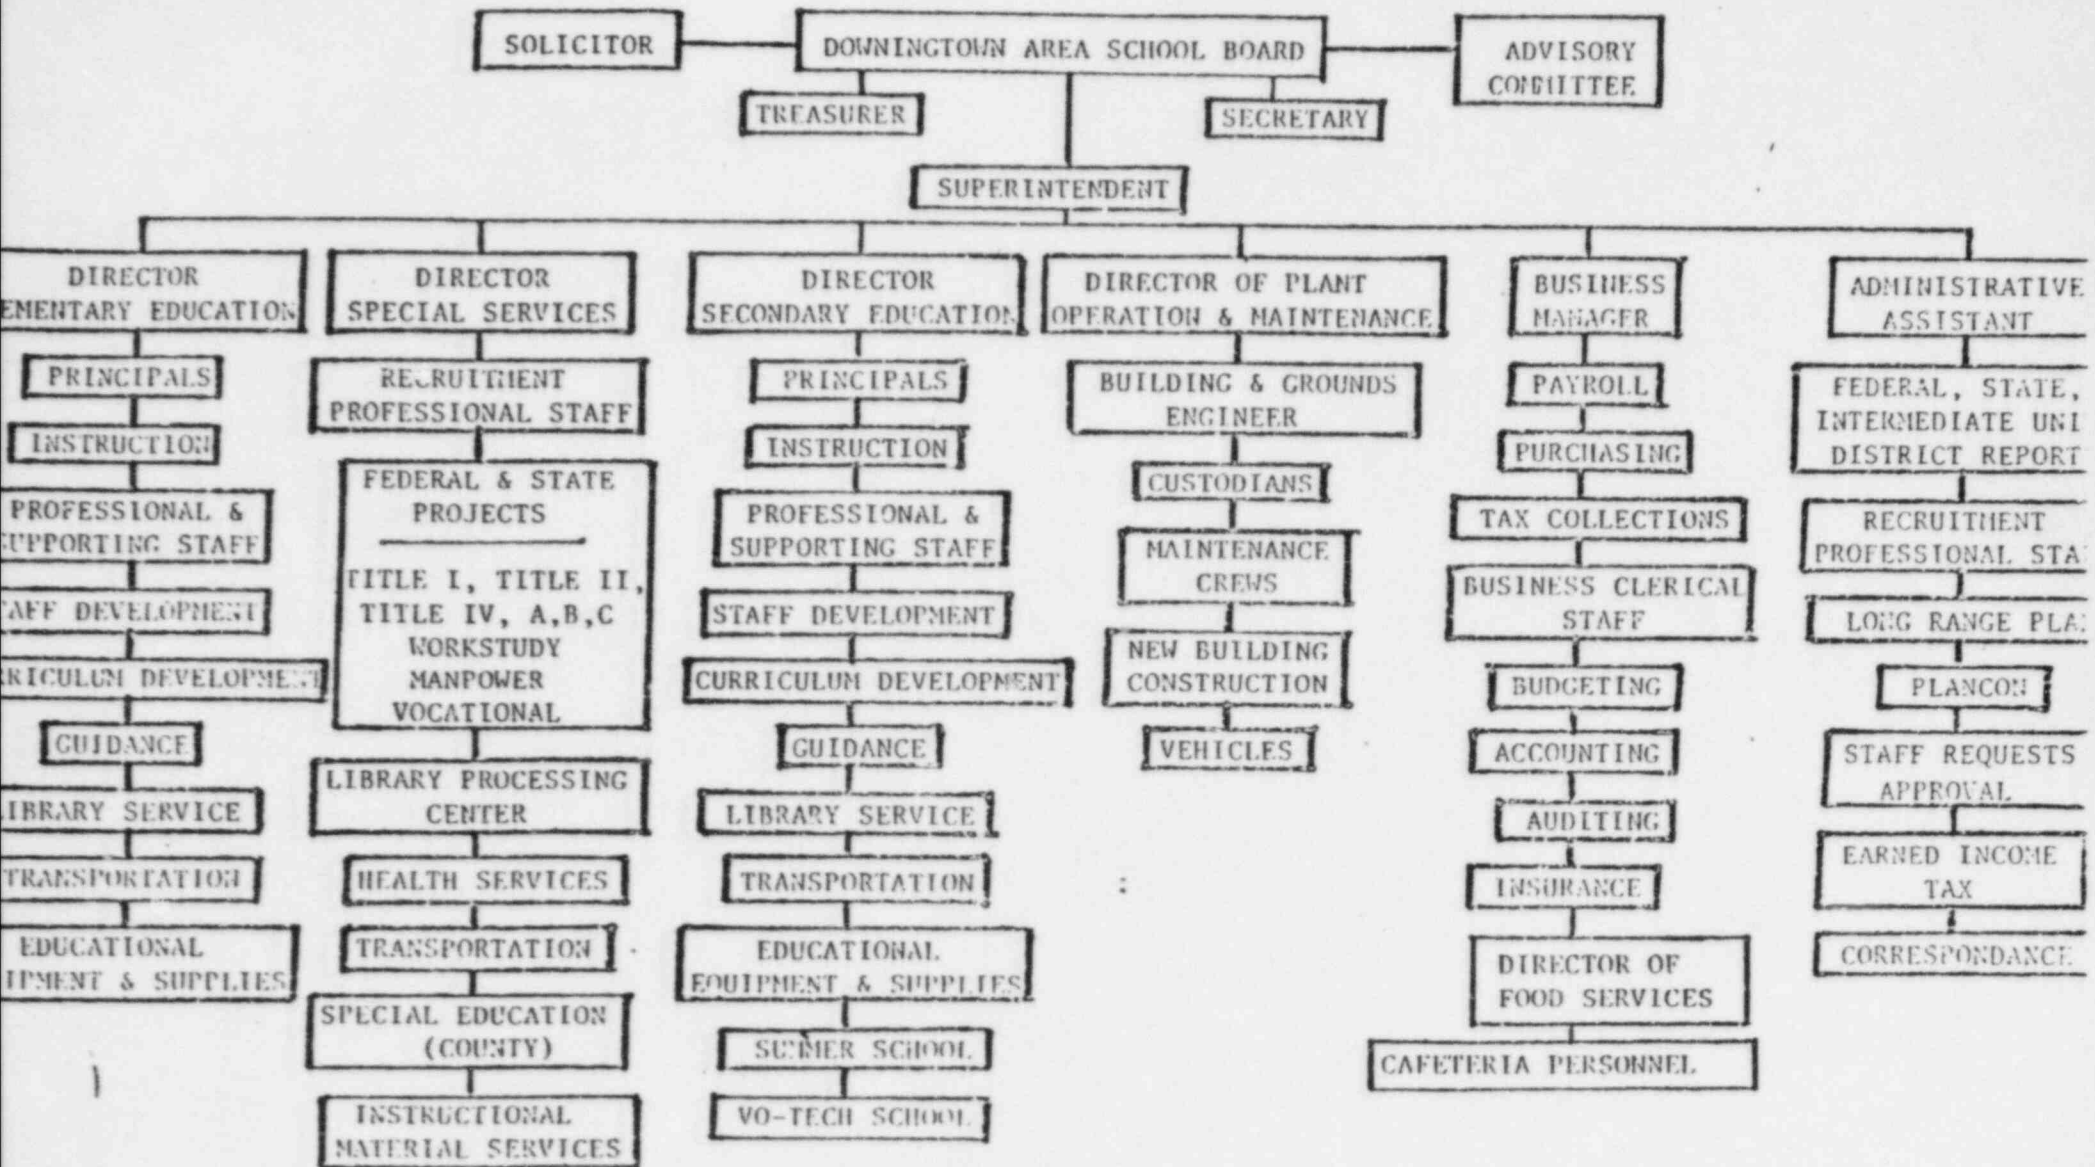 SOLICITOR
DOWNINGTOWN AREA SCHOOL BOARD
ADVISORY
COMMITTEE
TREASURER
SECRETARY
SUPERINTENDENT
DIRECTOR
EMENTARY EDUCATION
PRINCIPALS
INSTRUCTION
PROFESSIONAL &
SUPPORTING STAFF
AFF DEVELOPMENT
RICULUM DEVELOPMENT
GUIDANCE
LIBRARY SERVICE
TRANSPORTATION
EDUCATIONAL
IPMENT & SUPPLIES
DIRECTOR
SPECIAL SERVICES
RECRUITMENT
PROFESSIONAL STAFF
FEDERAL & STATE
PROJECTS
TITLE I, TITLE II,
TITLE IV, A,B,C
WORKSTUDY
MANPOWER
VOCATIONAL
LIBRARY PROCESSING
CENTER
HEALTH SERVICES
TRANSPORTATION
SPECIAL EDUCATION
(COUNTY)
INSTRUCTIONAL
MATERIAL SERVICES
DIRECTOR
SECONDARY EDUCATION
PRINCIPALS
INSTRUCTION
PROFESSIONAL &
SUPPORTING STAFF
STAFF DEVELOPMENT
CURRICULUM DEVELOPMENT
GUIDANCE
LIBRARY SERVICE
TRANSPORTATION
EDUCATIONAL
EQUIPMENT & SUPPLIES
SUMMER SCHOOL
VO-TECH SCHOOL
DIRECTOR OF PLANT
OPERATION & MAINTENANCE
BUILDING & GROUNDS
ENGINEER
CUSTODIANS
MAINTENANCE
CREWS
NEW BUILDING
CONSTRUCTION
VEHICLES
BUSINESS
MANAGER
PAYROLL
PURCHASING
TAX COLLECTIONS
BUSINESS CLERICAL
STAFF
BUDGETING
ACCOUNTING
AUDITING
INSURANCE
DIRECTOR OF
FOOD SERVICES
CAFETERIA PERSONNEL
ADMINISTRATIVE
ASSISTANT
FEDERAL, STATE,
INTERMEDIATE UNI
DISTRICT REPORT
RECRUITMENT
PROFESSIONAL STA
LONG RANGE PLA
PLANCON
STAFF REQUESTS
APPROVAL
EARNED INCOME
TAX
CORRESPONDANCE